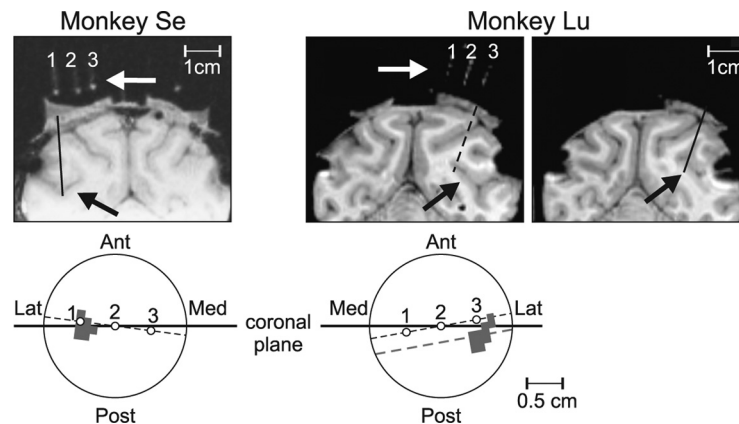 Monkey Se
Monkey Lu
1 2 3
1cm
1 2 3
1cm
Ant
Lat
1
2
3
Med
Post
coronal
plane
Ant
Med
1
2
3
Lat
Post
0.5 cm